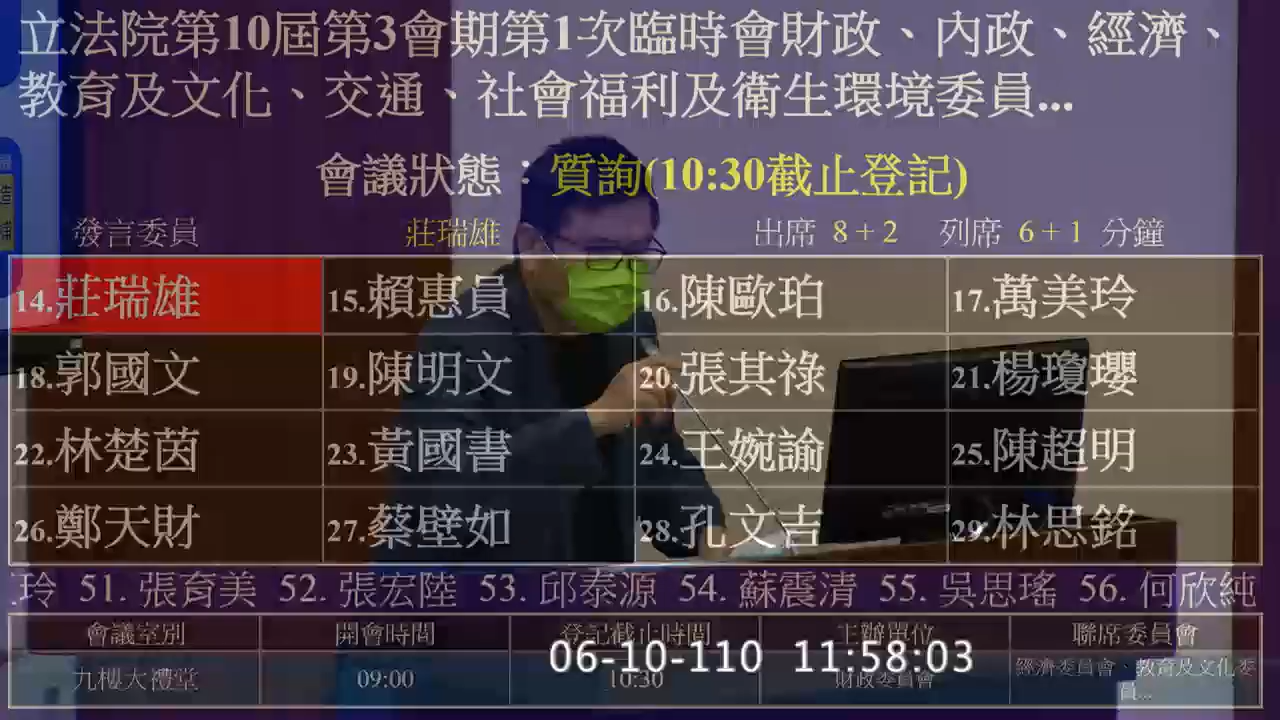 立法院第10屆第3會期第1次臨時會財政、內政、經濟、
教育及文化、交通、社會福利及衛生環境委員...
會議狀態：質詢(10:30截止登記)
發言委員 莊瑞雄 出席 8+2 列席 6+1 分鐘
14.莊瑞雄 15.賴惠員 16.陳歐珀 17.萬美玲
18.郭國文 19.陳明文 20.張其祿 21.楊瓊瓔
22.林楚茵 23.黃國書 24.王婉諭 25.陳超明
26.鄭天財 27.蔡壁如 28.孔文吉 29.林思銘
玲 51. 張育美 52. 張宏陸 53. 邱泰源 54. 蘇震清 55. 吳思瑤 56. 何欣純
會議室別 開會時間 登記截止時間 主辦單位 聯席委員會
06-10-110 11:58:03
九樓大禮堂 09:00 10:30 財政委員會 經濟委員會、教育及文化委
員...